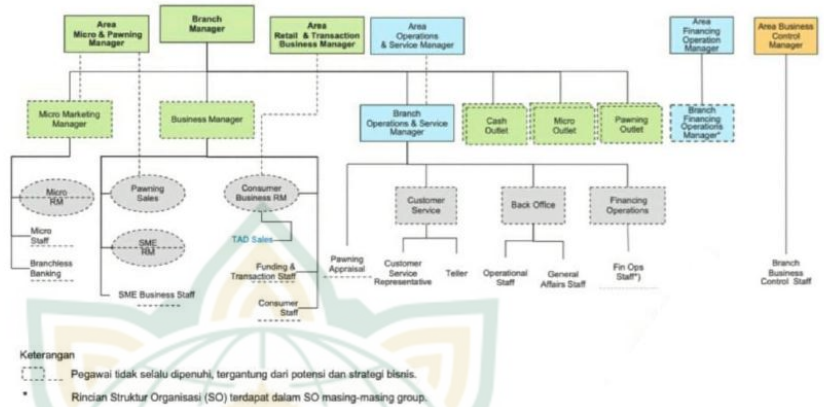 Area
Micro & Pawning
Manager
Branch
Manager
Area
Retail & Transaction
Business Manager
Area
Operations
& Service Manager
Area
Financing
Operation
Manager
Area Business
Control
Manager
Micro Marketing
Manager
Business Manager
Branch
Operations & Service
Manager
Cash
Outlet
Micro
Outlet
Pawning
Outlet
Branch
Financing
Operations
Manager*
Micro
RM
Pawning
Sales
Consumer
Business RM
Customer
Service
Back Office
Financing
Operations
Micro
Staff
SME
RM
TAD Sales
Branchless
Banking
Funding &
Transaction Staff
Pawning
Appraisal
Customer
Service
Representative
Teller
Operational
Staff
General
Affairs Staff
Fin Ops
Staff*)
Branch
Business
Control Staff
SME Business Staff
Consumer
Staff
Keterangan
Pegawai tidak selalu dipenuhi, tergantung dari potensi dan strategi bisnis.
* Rincian Struktur Organisasi (SO) terdapat dalam SO masing-masing group.